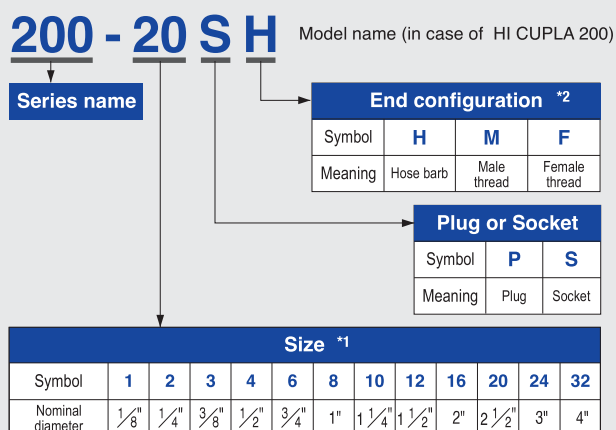 200 - 20 S H Model name (in case of HI CUPLA 200)
Series name
End configuration *2
Symbol H M F
Meaning Hose barb Male thread Female thread
Plug or Socket
Symbol P S
Meaning Plug Socket
Size *1
Symbol 1 2 3 4 6 8 10 12 16 20 24 32
Nominal diameter 1/8" 1/4" 3/8" 1/2" 3/4" 1" 1 1/4" 1 1/2" 2" 2 1/2" 3" 4"